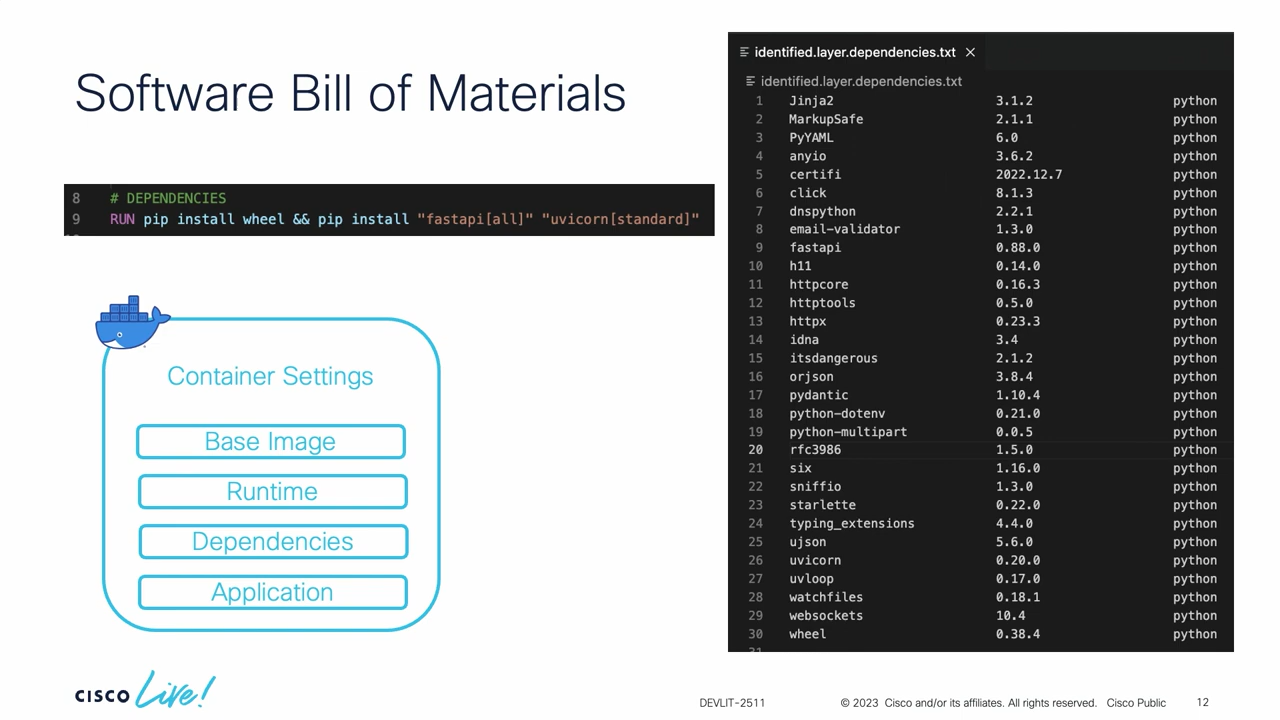 Software Bill of Materials
8 # DEPENDENCIES
9 RUN pip install wheel && pip install "fastapi[all]" "uvicorn[standard]"
Container Settings
Base Image
Runtime
Dependencies
Application
identified.layer.dependencies.txt ×
identified.layer.dependencies.txt
1 Jinja2 3.1.2 python
2 MarkupSafe 2.1.1 python
3 PyYAML 6.0 python
4 anyio 3.6.2 python
5 certifi 2022.12.7 python
6 click 8.1.3 python
7 dnspython 2.2.1 python
8 email-validator 1.3.0 python
9 fastapi 0.88.0 python
10 h11 0.14.0 python
11 httpcore 0.16.3 python
12 httptools 0.5.0 python
13 httpx 0.23.3 python
14 idna 3.4 python
15 itsdangerous 2.1.2 python
16 orjson 3.8.4 python
17 pydantic 1.10.4 python
18 python-dotenv 0.21.0 python
19 python-multipart 0.0.5 python
20 rfc3986 1.5.0 python
21 six 1.16.0 python
22 sniffio 1.3.0 python
23 starlette 0.22.0 python
24 typing_extensions 4.4.0 python
25 ujson 5.6.0 python
26 uvicorn 0.20.0 python
27 uvloop 0.17.0 python
28 watchfiles 0.18.1 python
29 websockets 10.4 python
30 wheel 0.38.4 python
CISCO Live!
DEVLIT-2511 © 2023 Cisco and/or its affiliates. All rights reserved. Cisco Public 12